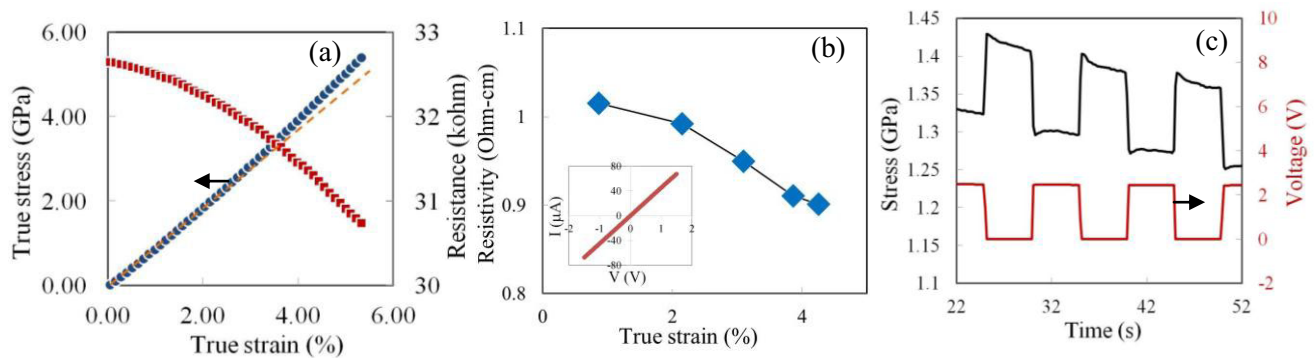 (a)
True stress (GPa)
6.00
4.00
2.00
0.00
0.00 2.00 4.00 6.00
True strain (%)
33
32
31
30
Resistance (kohm)
(b)
Resistivity (Ohm-cm)
1.1
1
0.9
0.8
0 2 4
True strain (%)
I (µA)
80
40
0
-40
-80
-2 -1 0 1 2
V (V)
(c)
Stress (GPa)
1.45
1.4
1.35
1.3
1.25
1.2
1.15
1.1
22 32 42 52
Time (s)
10
8
6
4
2
0
-2
Voltage (V)